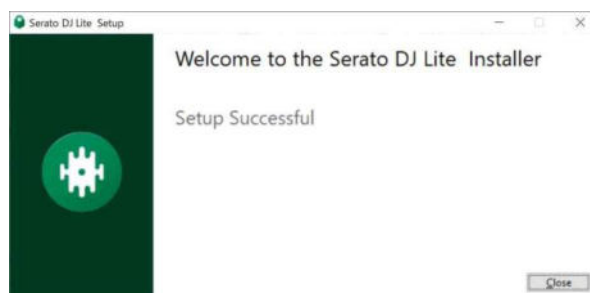 Serato DJ Lite Setup
Welcome to the Serato DJ Lite Installer
Setup Successful
Close